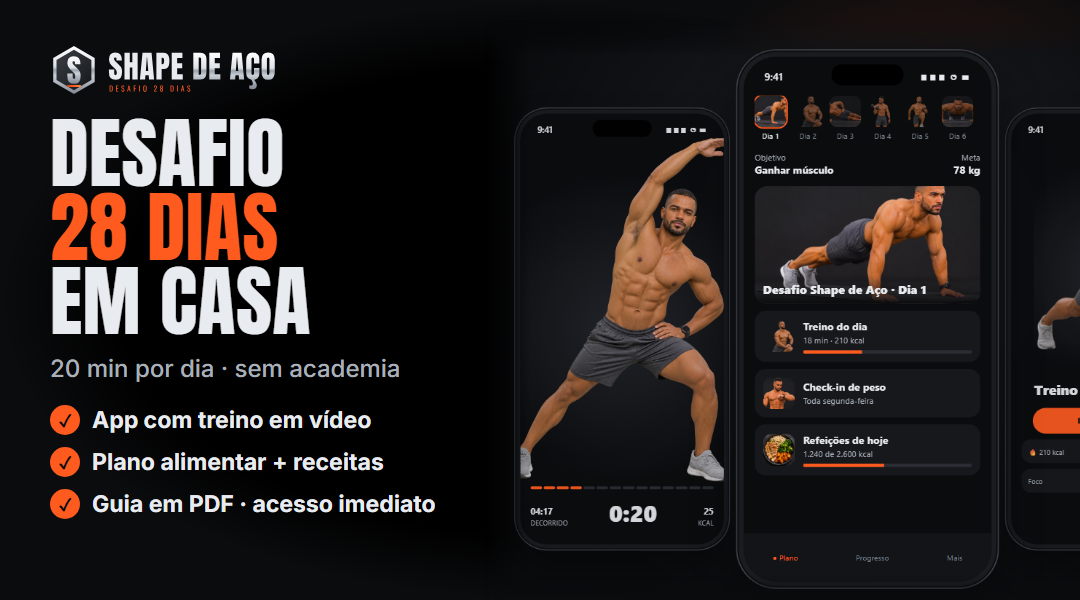 SHAPE DE AÇO
DESAFIO 28 DIAS
DESAFIO
28 DIAS
EM CASA
20 min por dia · sem academia
App com treino em vídeo
Plano alimentar + receitas
Guia em PDF · acesso imediato
9:41
04:17
DECORRIDO
0:20
25
KCAL
9:41
Dia 1
Dia 2
Dia 3
Dia 4
Dia 5
Dia 6
Objetivo
Meta
Ganhar músculo
78 kg
Desafio Shape de Aço · Dia 1
Treino do dia
18 min · 210 kcal
Check-in de peso
Toda segunda-feira
Refeições de hoje
1.240 de 2.600 kcal
Plano
Progresso
Mais
9:41
Treino
210 kcal
Foco